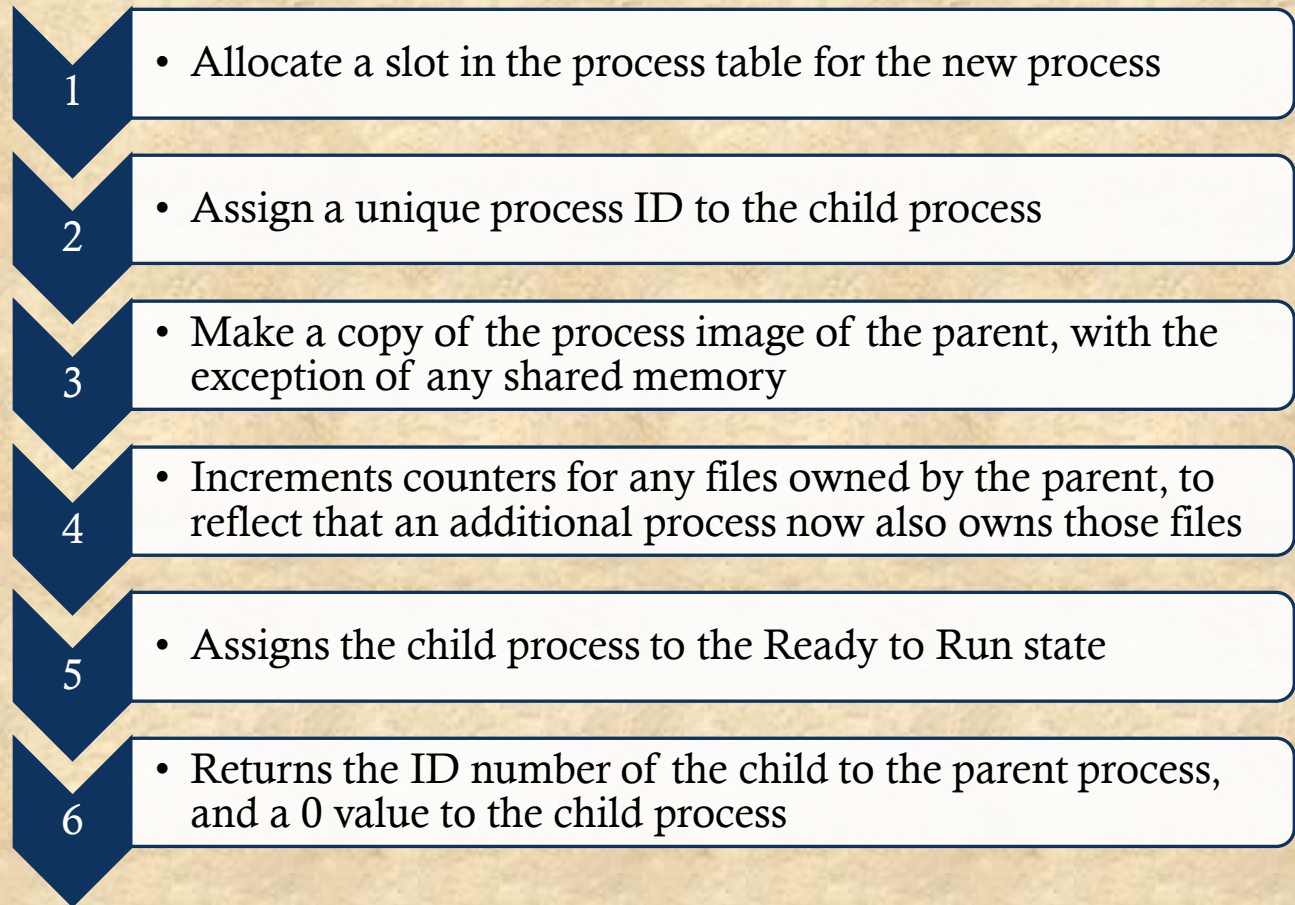 1
• Allocate a slot in the process table for the new process
2
• Assign a unique process ID to the child process
3
• Make a copy of the process image of the parent, with the
exception of any shared memory
4
• Increments counters for any files owned by the parent, to
reflect that an additional process now also owns those files
5
• Assigns the child process to the Ready to Run state
6
• Returns the ID number of the child to the parent process,
and a 0 value to the child process